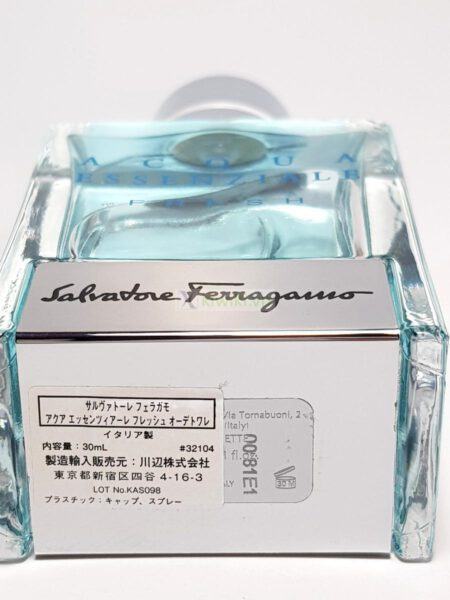 ACQUA
ESSENZIALE
FRESH
Salvatore Ferragamo
サルヴァトーレ フェラガモ
アクア エッセンツィアーレ フレッシュ オーデトワレ
イタリア製
内容量：30mL #32104
製造輸入販売元：川辺株式会社
東京都新宿区四谷 4-16-3
LOT No.KAS098
プラスチック：キャップ、スプレー
Via Tornabuoni, 2
(Italy)
ETTE
fl.oz
ALY
0081E1
30 M